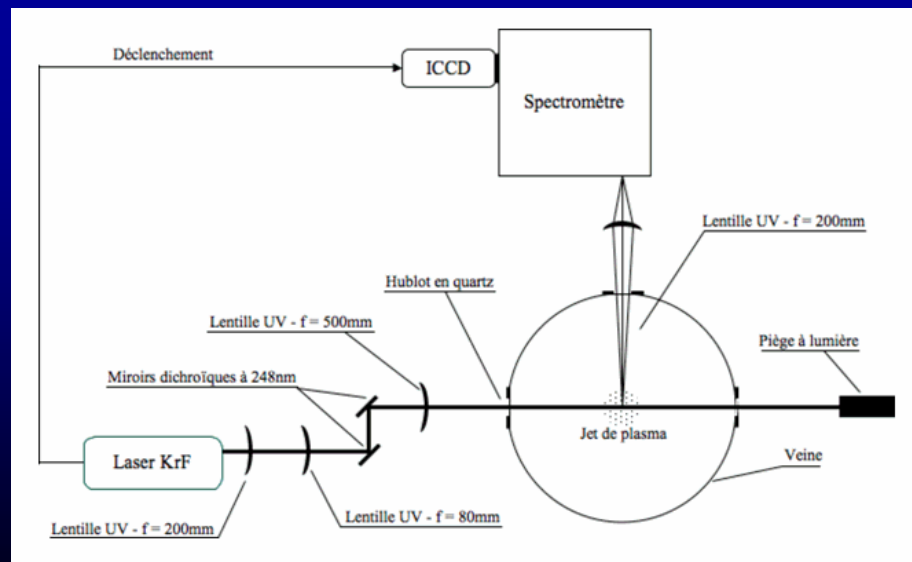 Déclenchement
ICCD
Spectromètre
Lentille UV - f = 200mm
Hublot en quartz
Lentille UV - f = 500mm
Piège à lumière
Miroirs dichroïques à 248nm
Jet de plasma
Laser KrF
Veine
Lentille UV - f = 80mm
Lentille UV - f = 200mm